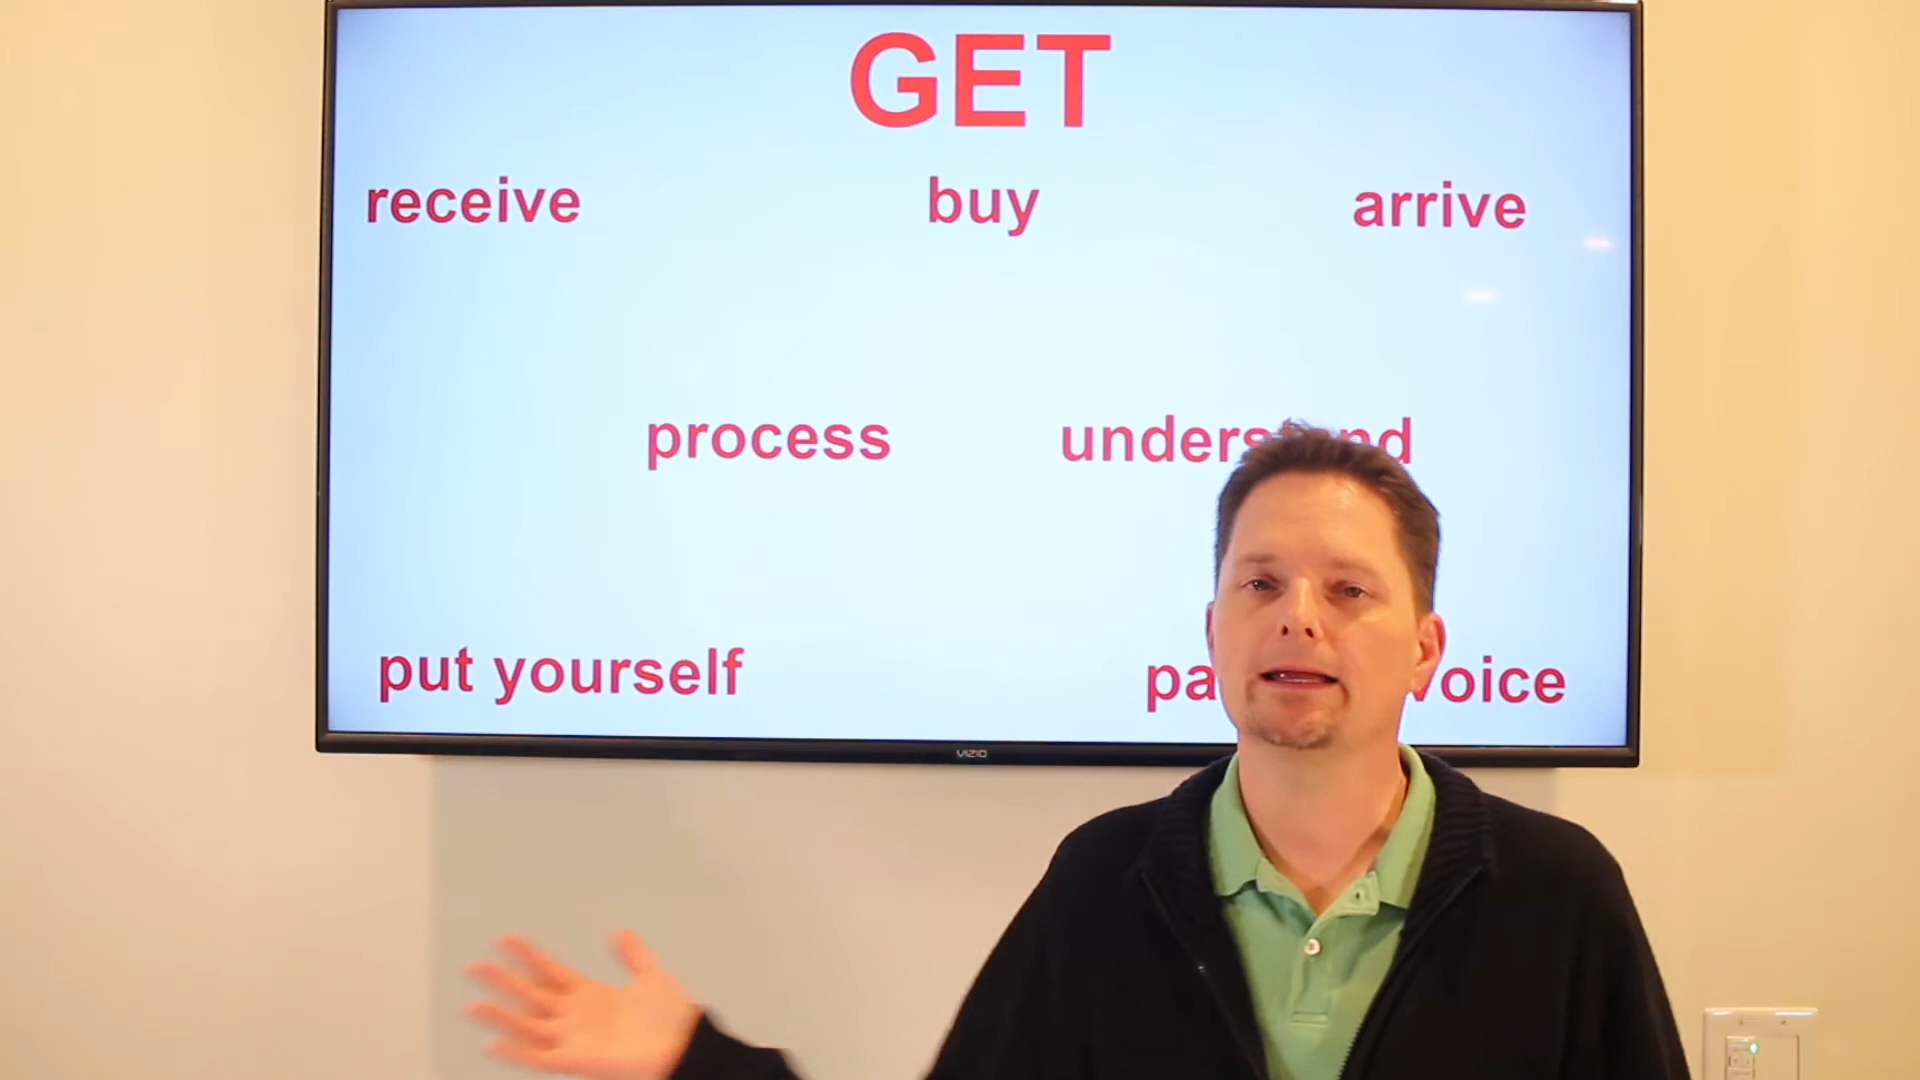 GET
receive buy arrive
process
put yourself
VIZIO